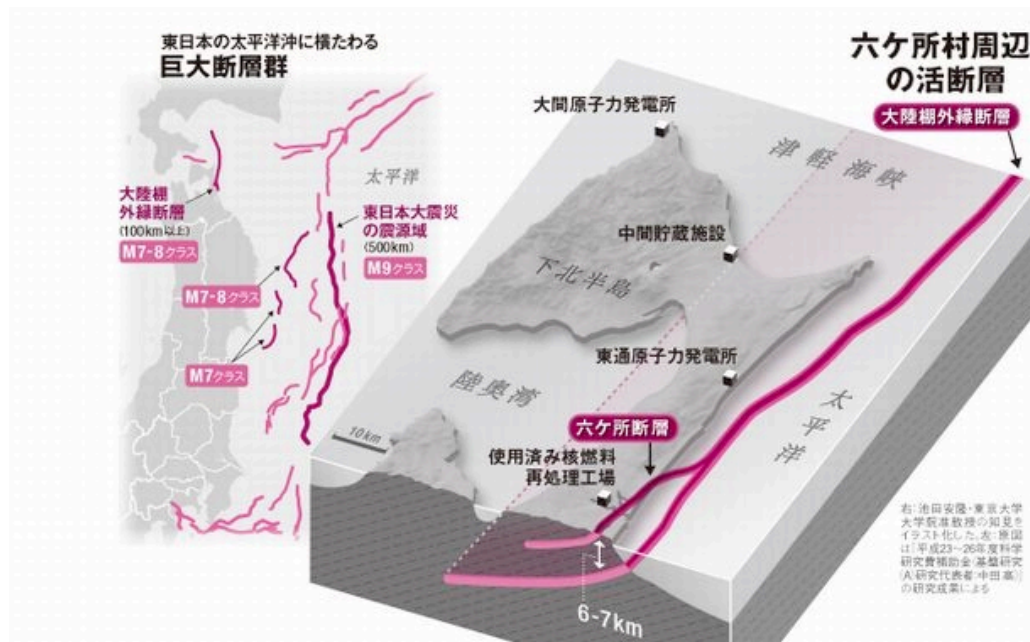 東日本の太平洋沖に横たわる
巨大断層群
太平洋
大陸棚
外縁断層
(100km以上)
M7-8クラス
東日本大震災
の震源域
(500km)
M9クラス
M7-8クラス
M7クラス
六ケ所村周辺
の活断層
大陸棚外縁断層
大間原子力発電所
津軽海峡
中間貯蔵施設
下北半島
東通原子力発電所
陸奥湾
太平洋
10km
六ケ所断層
使用済み核燃料
再処理工場
6-7km
右:池田安隆・東京大学
大学院准教授の知見を
イラスト化した。左:原図
は「平成23〜26年度科学
研究費補助金(基盤研究
(A)研究代表者:中田高)」
の研究成果による